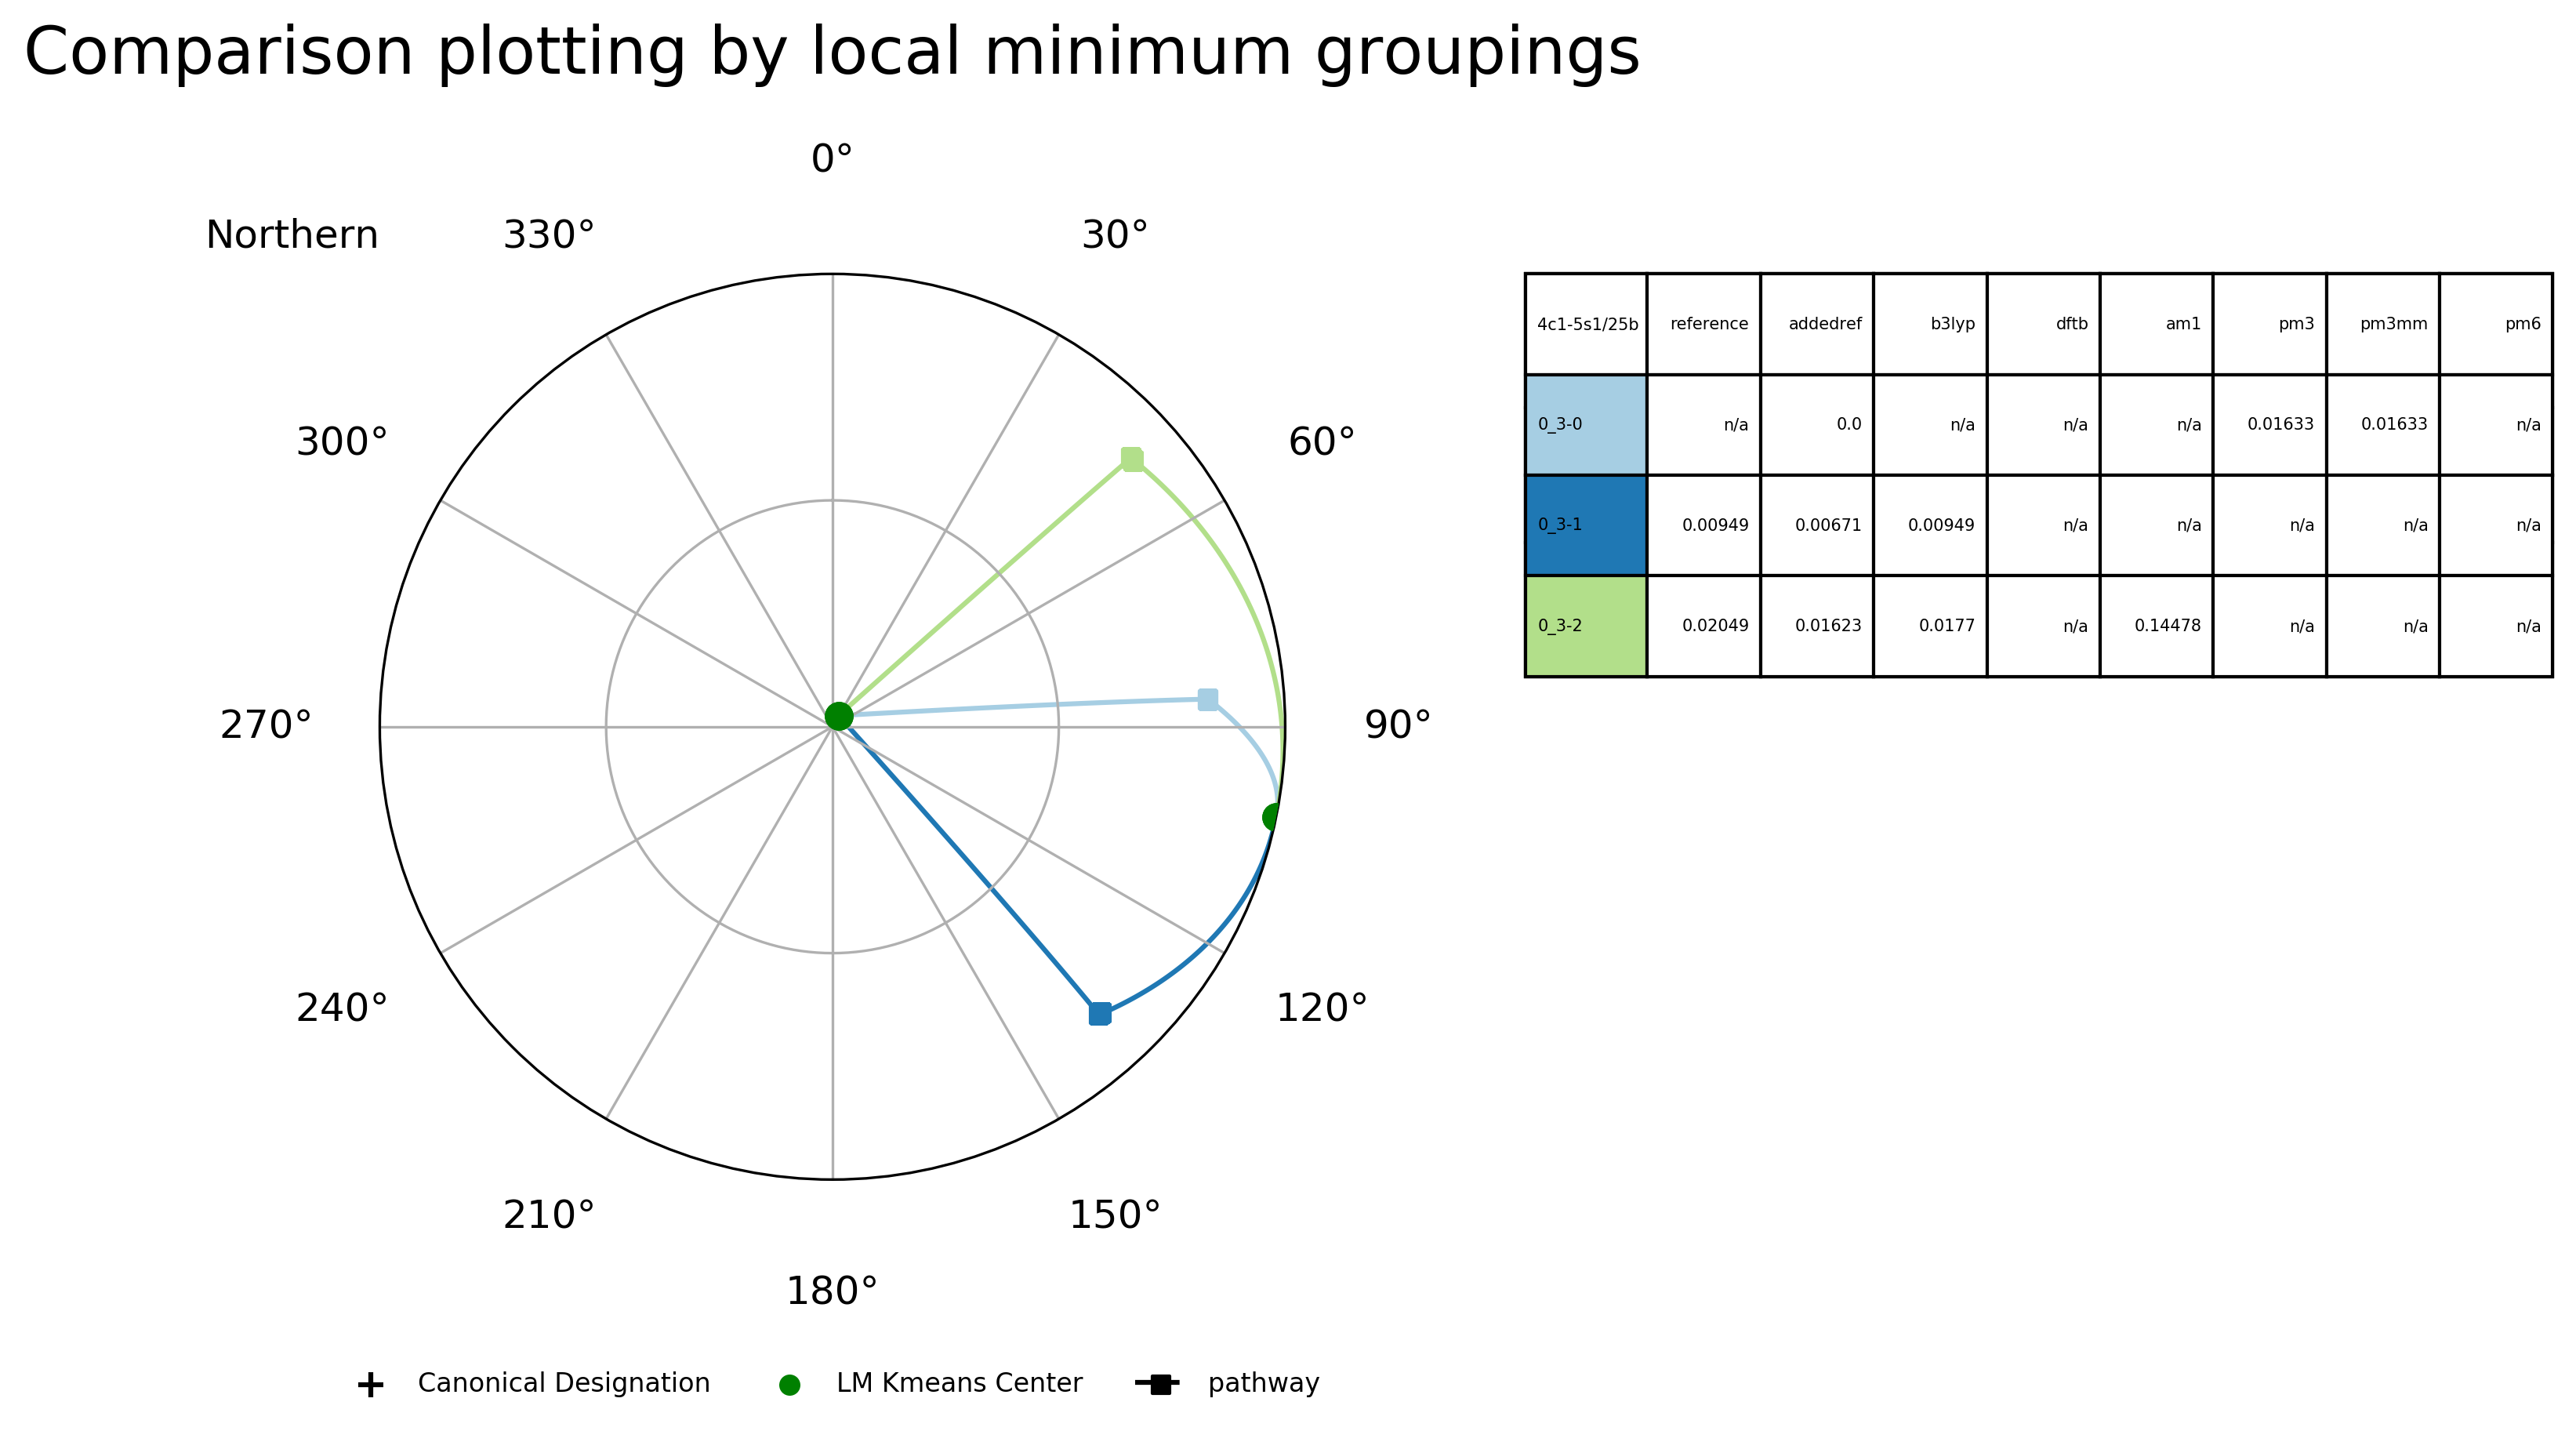 Comparison plotting by local minimum groupings
0°
Northern
330°
30°
300°
60°
270°
90°
240°
120°
210°
150°
180°
4c1-5s1/25b reference addedref b3lyp dftb am1 pm3 pm3mm pm6
0_3-0 n/a 0.0 n/a n/a n/a 0.01633 0.01633 n/a
0_3-1 0.00949 0.00671 0.00949 n/a n/a n/a n/a n/a
0_3-2 0.02049 0.01623 0.0177 n/a 0.14478 n/a n/a n/a
Canonical Designation LM Kmeans Center pathway